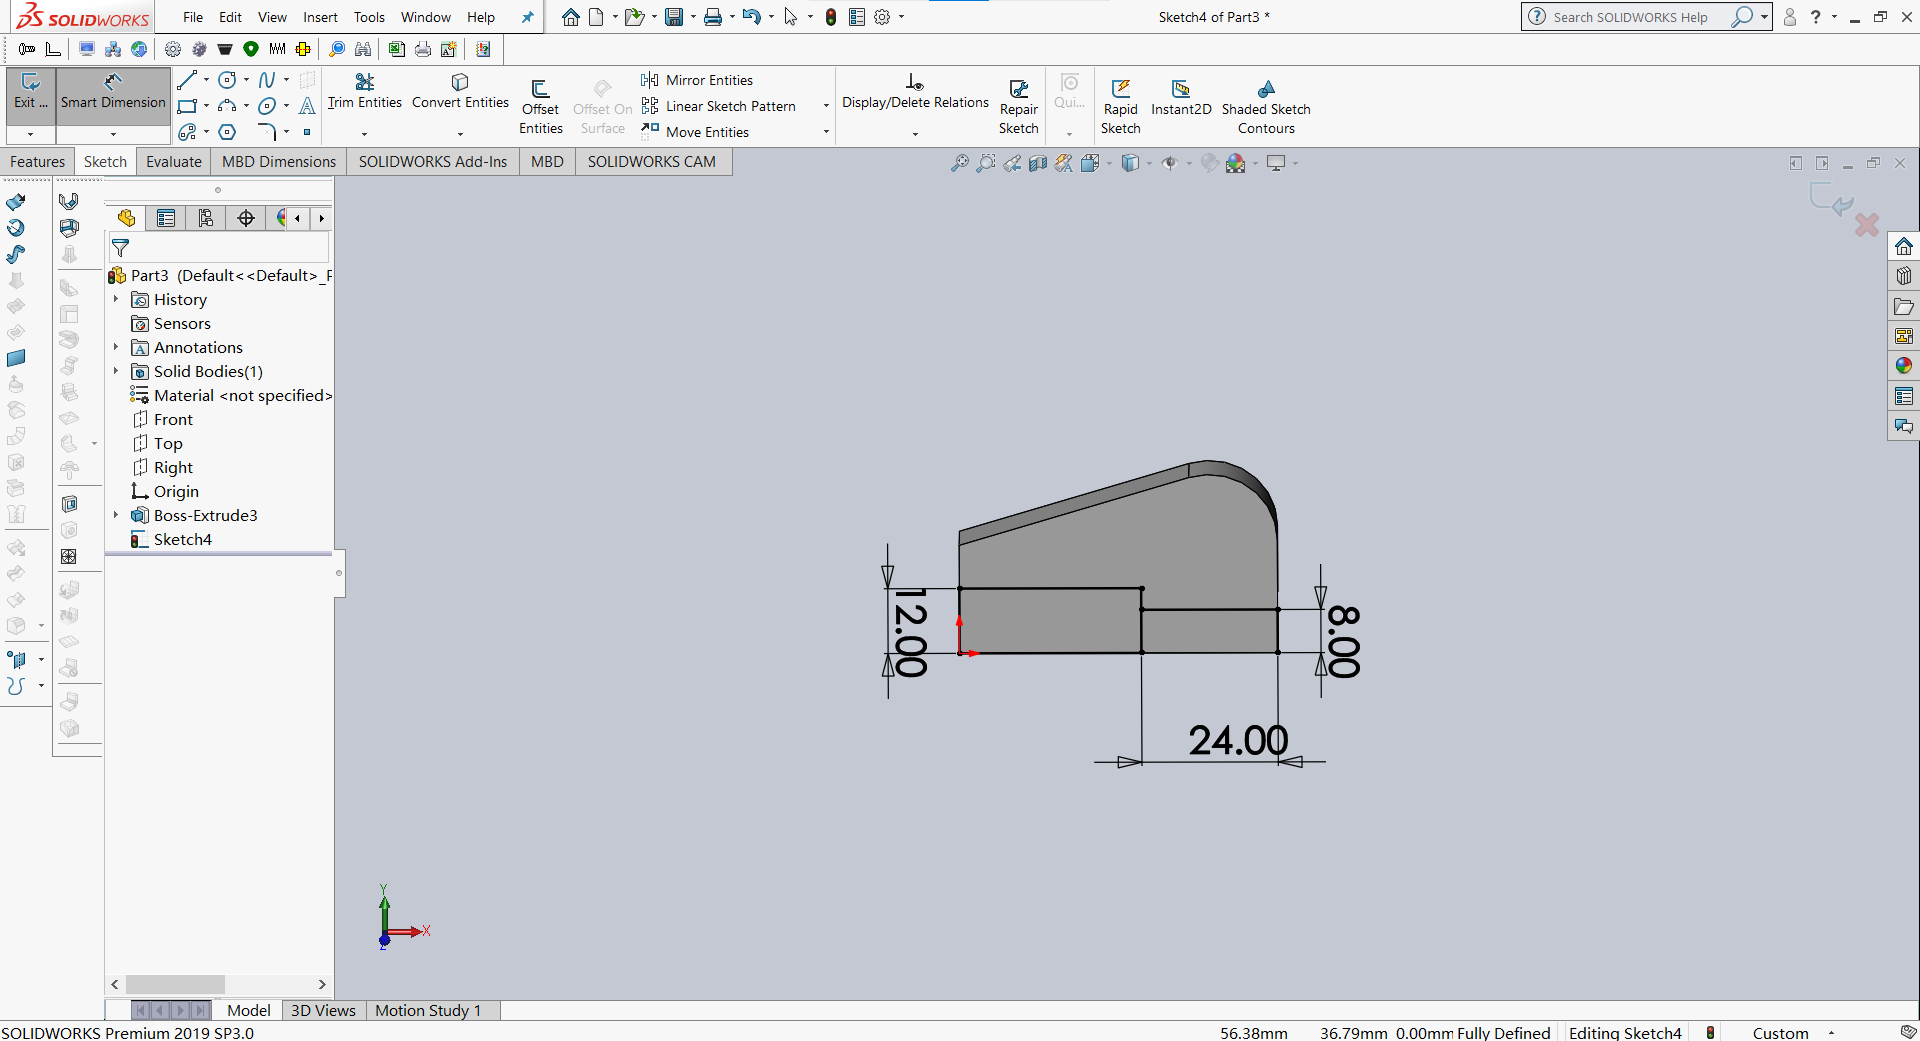 SOLIDWORKS
File Edit View Insert Tools Window Help
Sketch4 of Part3 *
Search SOLIDWORKS Help
Exit ...
Smart Dimension
Trim Entities
Convert Entities
Offset
Entities
Offset On
Surface
Mirror Entities
Linear Sketch Pattern
Move Entities
Display/Delete Relations
Repair
Sketch
Qui...
Rapid
Sketch
Instant2D
Shaded Sketch
Contours
Features
Sketch
Evaluate
MBD Dimensions
SOLIDWORKS Add-Ins
MBD
SOLIDWORKS CAM
Part3 (Default<<Default>_F
History
Sensors
Annotations
Solid Bodies(1)
Material <not specified>
Front
Top
Right
Origin
Boss-Extrude3
Sketch4
12.00
8.00
24.00
Y
X
Z
Model
3D Views
Motion Study 1
SOLIDWORKS Premium 2019 SP3.0
56.38mm 36.79mm 0.00mm Fully Defined
Editing Sketch4
Custom